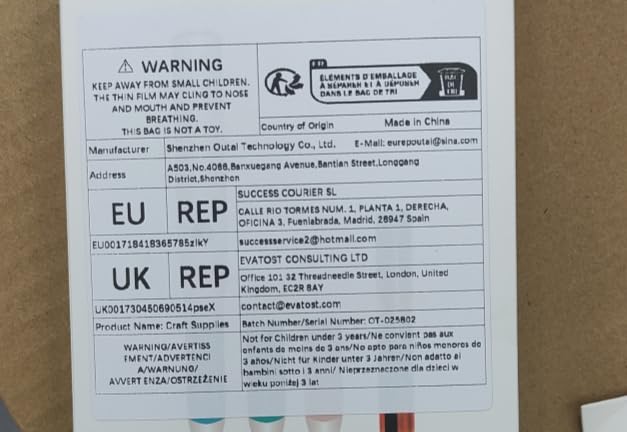 ⚠ WARNING
KEEP AWAY FROM SMALL CHILDREN.
THE THIN FILM MAY CLING TO NOSE
AND MOUTH AND PREVENT
BREATHING.
THIS BAG IS NOT A TOY.
ÉLÉMENTS D'EMBALLAGE
À SÉPARER ET À DÉPOSER
DANS LE BAC DE TRI
BAC
DE
TRI
Country of Origin Made in China
Manufacturer Shenzhen Outai Technology Co., Ltd. E-Mail: eurepoutai@sina.com
Address A503,No.4068,Banxuegang Avenue,Bantian Street,Longgang
District,Shenzhen
EU REP
SUCCESS COURIER SL
CALLE RIO TORMES NUM. 1, PLANTA 1, DERECHA,
OFICINA 3, Fuenlabrada, Madrid, 28947 Spain
EU001718418365785zlkY successservice2@hotmail.com
UK REP
EVATOST CONSULTING LTD
Office 101 32 Threadneedle Street, London, United
Kingdom, EC2R 8AY
UK001730450690514pseX contact@evatost.com
Product Name: Craft Supplies Batch Number/Serial Number: OT-025802
WARNING/AVERTISS
EMENT/ADVERTENCI
A/WARNUNG/
AVVERT ENZA/OSTRZEŻENIE
Not for Children under 3 years/Ne convient pas aux
enfants de moins de 3 ans/No apto para niños menores de
3 años/Nicht für Kinder unter 3 Jahren/Non adatto ai
bambini sotto i 3 anni/ Nieprzeznaczone dla dzieci w
wieku poniżej 3 lat